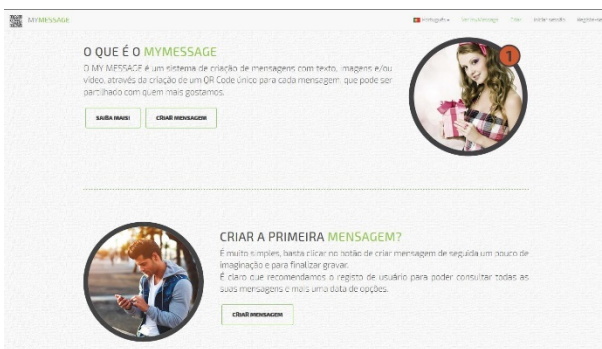 MYMESSAGE
Português
Criar
Iniciar sessão
O QUE É O MYMESSAGE
O MY MESSAGE é um sistema de criação de mensagens com texto, imagens e/ou
vídeo, através da criação de um QR Code único para cada mensagem, que pode ser
partilhado com quem mais gostamos.
SAIBA MAIS!
CRIAR MENSAGEM
1
CRIAR A PRIMEIRA MENSAGEM?
É muito simples, basta clicar no botão de criar mensagem de seguida um pouco de
imaginação e para finalizar gravar.
É claro que recomendamos o registo de usuário para poder consultar todas as
suas mensagens e mais uma data de opções.
CRIAR MENSAGEM